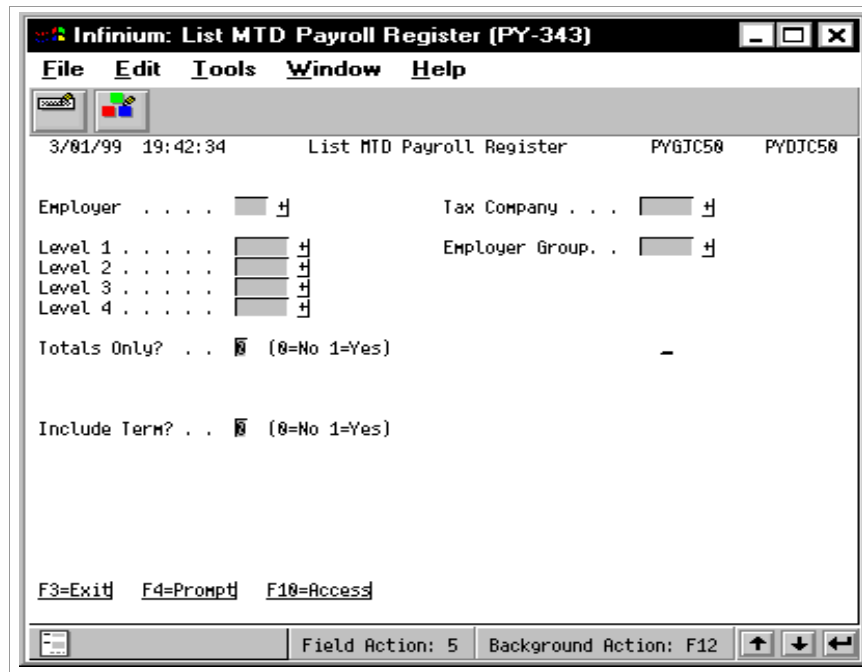 Infinium: List MTD Payroll Register (PY-343)
File Edit Tools Window Help
3/01/99 19:42:34 List MTD Payroll Register PYGJC50 PYDJC50
Employer . . . . Tax Company . . .
Level 1 . . . . . Employer Group. .
Level 2 . . . . .
Level 3 . . . . .
Level 4 . . . . .
Totals Only? . . 0 (0=No 1=Yes)
Include Term? . . 0 (0=No 1=Yes)
F3=Exit F4=Prompt F10=Access
Field Action: 5 Background Action: F12